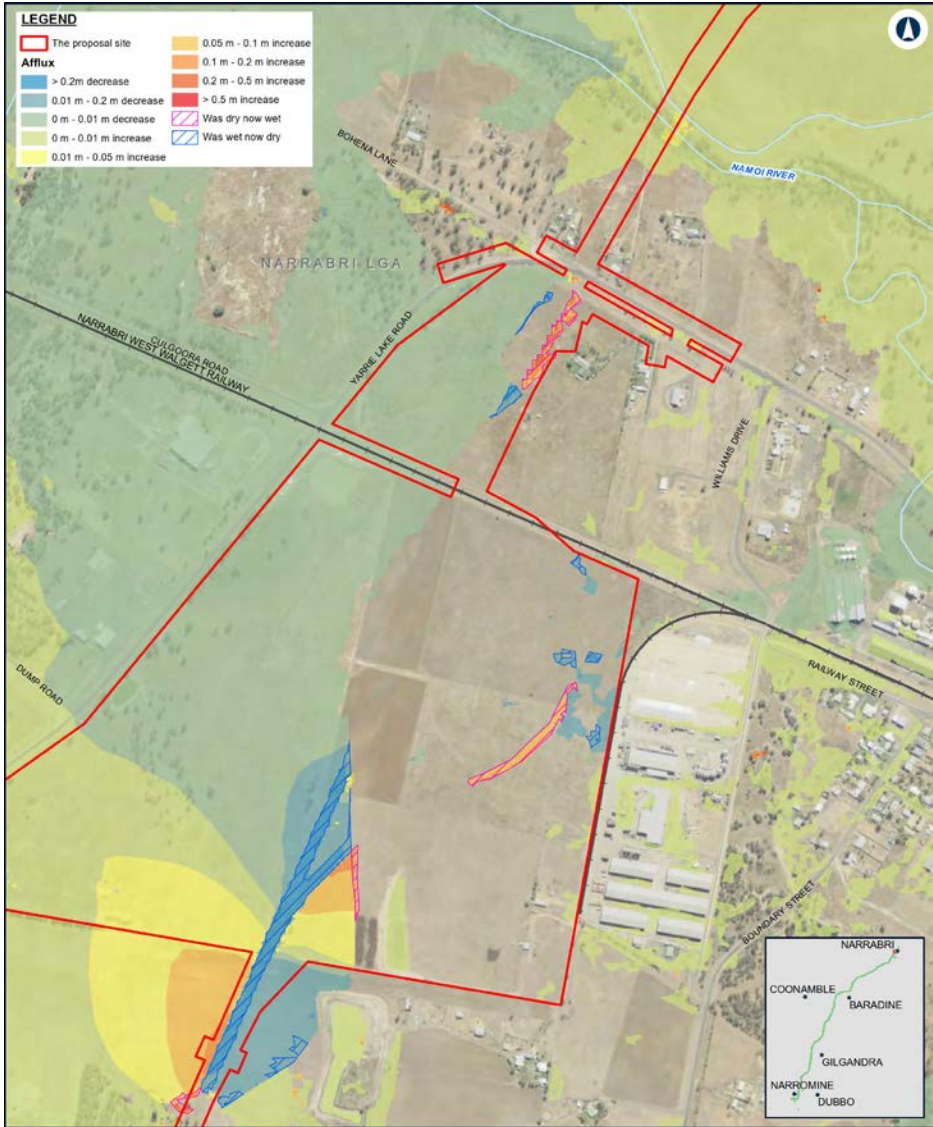 LEGEND
The proposal site
Afflux
> 0.2m decrease
0.01 m - 0.2 m decrease
0 m - 0.01 m decrease
0 m - 0.01 m increase
0.01 m - 0.05 m increase
0.05 m - 0.1 m increase
0.1 m - 0.2 m increase
0.2 m - 0.5 m increase
> 0.5 m increase
Was dry now wet
Was wet now dry
BOHENA LANE
NAMOI RIVER
NARRABRI LGA
YARRIE LAKE ROAD
CULGOORA ROAD
NARRABRI WEST WALGETT RAILWAY
WILLIAMS DRIVE
DUMP ROAD
RAILWAY STREET
BOUNDARY STREET
NARRABRI
COONAMBLE
BARADINE
GILGANDRA
NARROMINE
DUBBO